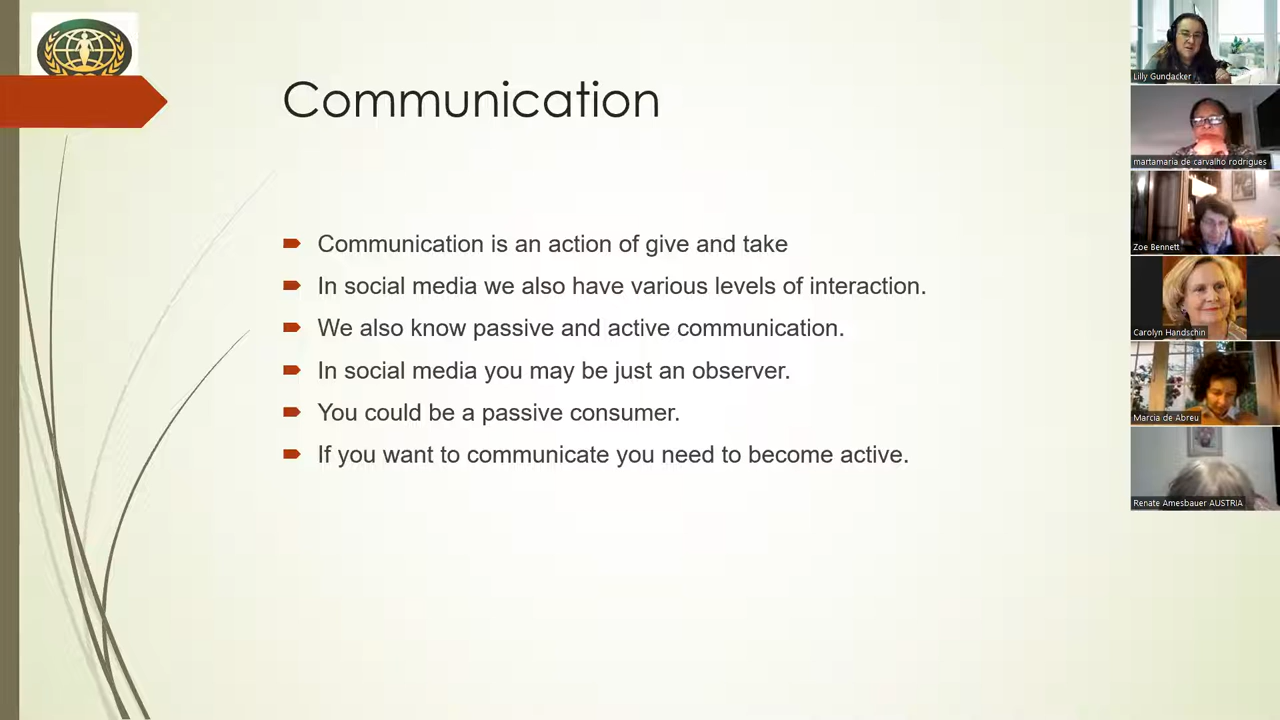 Communication
Communication is an action of give and take
In social media we also have various levels of interaction.
We also know passive and active communication.
In social media you may be just an observer.
You could be a passive consumer.
If you want to communicate you need to become active.
Lilly Gundacker
martamaria de carvalho rodrigues
Zoe Bennett
Carolyn Handschin
Marcia de Abreu
Renate Amesbauer AUSTRIA